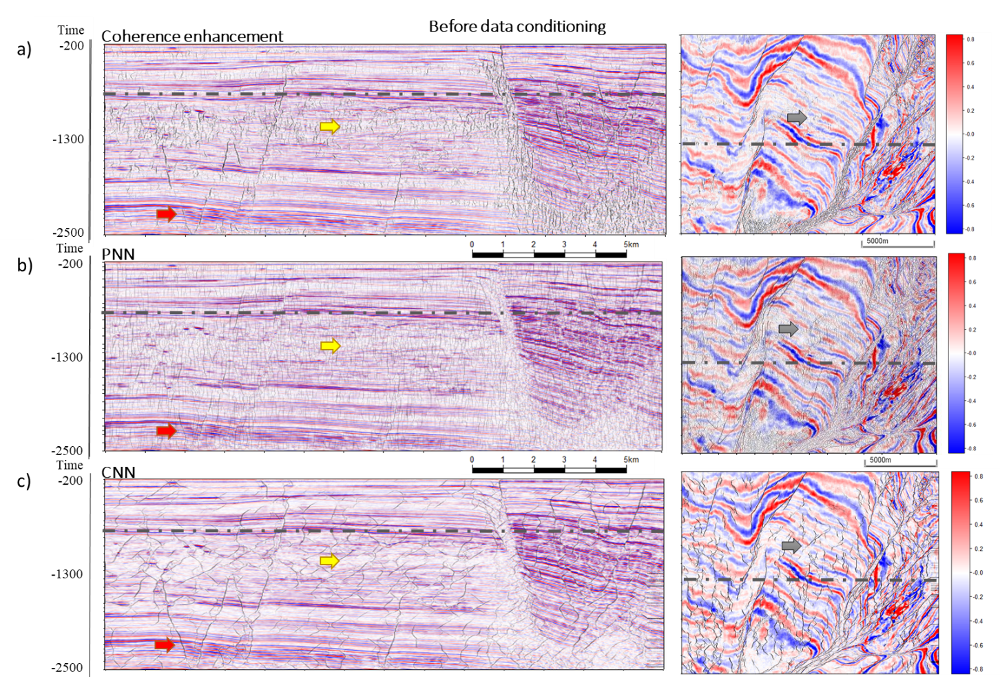 Before data conditioning
Time
Coherence enhancement
a)
-200
-1300
-2500
0 1 2 3 4 5km
0.8
0.6
0.4
0.2
-0.0
-0.2
-0.4
-0.6
-0.8
5000m
Time
PNN
b)
-200
-1300
-2500
0 1 2 3 4 5km
0.8
0.6
0.4
0.2
-0.0
-0.2
-0.4
-0.6
-0.8
5000m
Time
CNN
c)
-200
-1300
-2500
0.8
0.6
0.4
0.2
-0.0
-0.2
-0.4
-0.6
-0.8